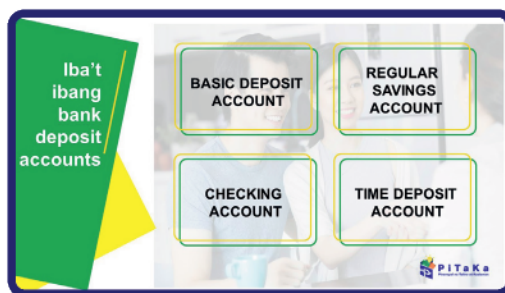 Iba't
ibang
bank
deposit
accounts
BASIC DEPOSIT
ACCOUNT
REGULAR
SAVINGS
ACCOUNT
CHECKING
ACCOUNT
TIME DEPOSIT
ACCOUNT
PiTaKa